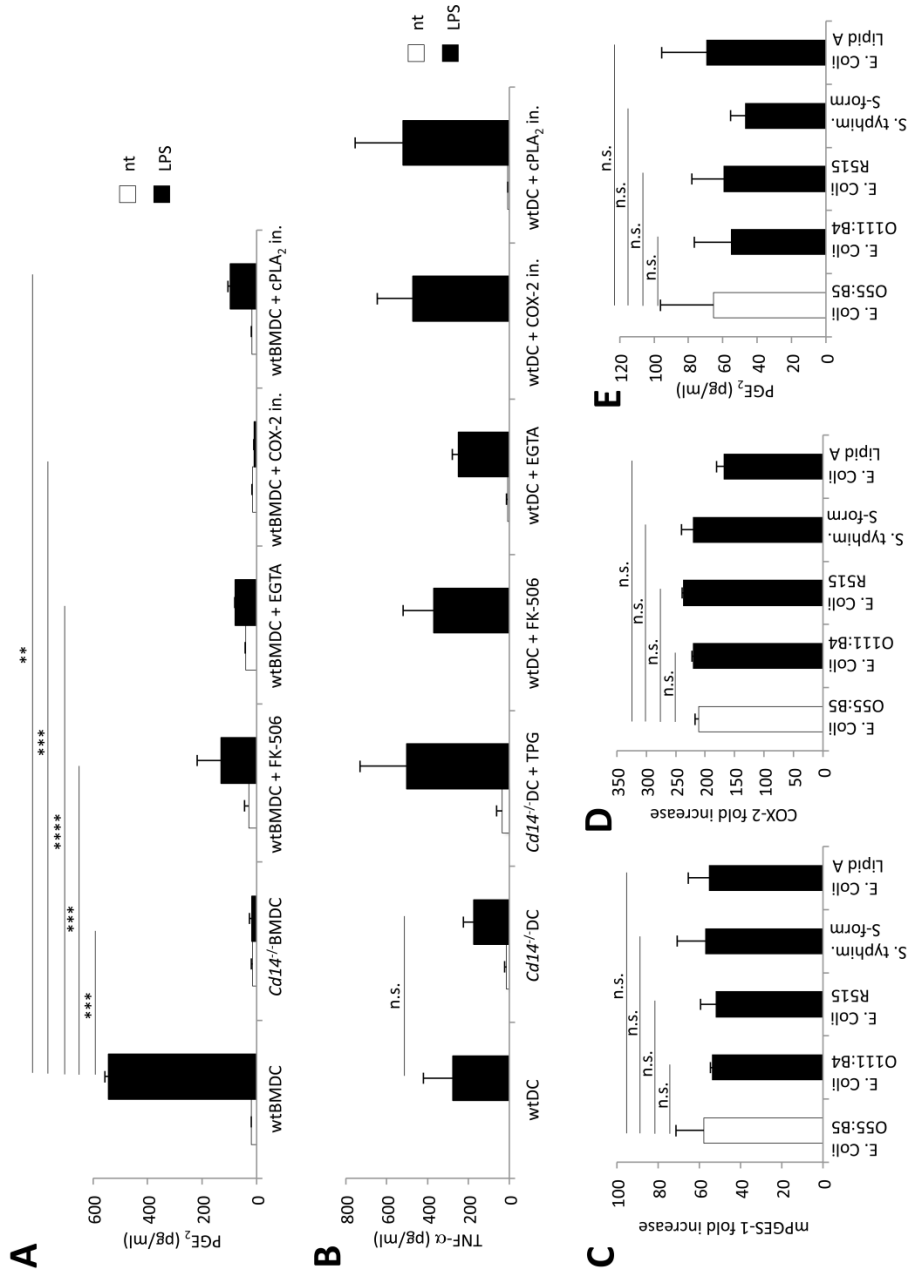 A
nt
LPS
**
***
****
***
***
600
400
200
0
PGE₂ (pg/ml)
wtBMDC
Cd14⁻/⁻BMDC
wtBMDC + FK-506
wtBMDC + EGTA
wtBMDC + COX-2 in.
wtBMDC + cPLA₂ in.
B
nt
LPS
n.s.
600
400
200
0
TNF-α (pg/ml)
wtDC
Cd14⁻/⁻DC
Cd14⁻/⁻DC + TPG
wtDC + FK-506
wtDC + EGTA
wtDC + COX-2 in.
wtDC + cPLA₂ in.
C
n.s.
n.s.
n.s.
n.s.
100
80
60
40
20
0
mPGES-1 fold increase
E. Coli
O55:B5
E. Coli
O111:B4
E. Coli
R515
S. typhim.
S-form
E. Coli
Lipid A
D
n.s.
n.s.
n.s.
n.s.
350
300
250
200
150
100
50
0
COX-2 fold increase
E. Coli
O55:B5
E. Coli
O111:B4
E. Coli
R515
S. typhim.
S-form
E. Coli
Lipid A
E
n.s.
n.s.
n.s.
n.s.
120
100
80
60
40
20
0
PGE₂ (pg/ml)
E. Coli
O55:B5
E. Coli
O111:B4
E. Coli
R515
S. typhim.
S-form
E. Coli
Lipid A